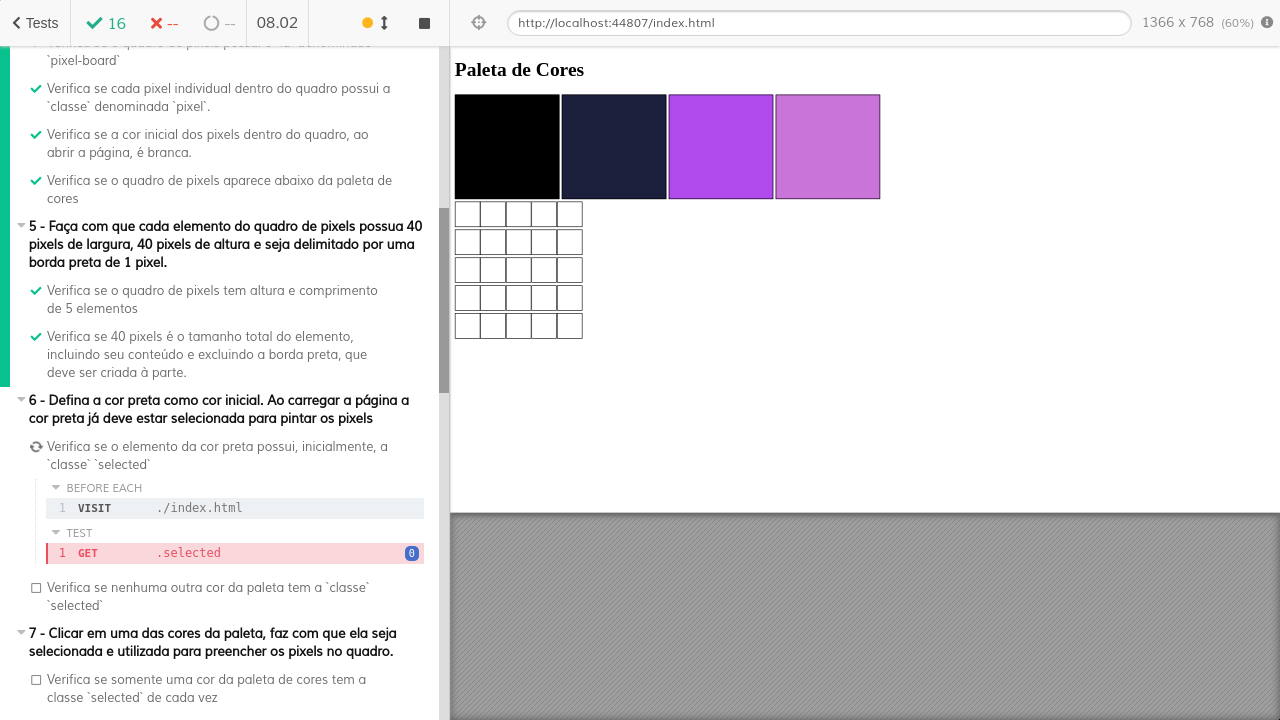 Tests
16
--
--
08.02
http://localhost:44807/index.html
1366 x 768 (60%)
`pixel-board`
Verifica se cada pixel individual dentro do quadro possui a
`classe` denominada `pixel`.
Verifica se a cor inicial dos pixels dentro do quadro, ao
abrir a página, é branca.
Verifica se o quadro de pixels aparece abaixo da paleta de
cores
5 - Faça com que cada elemento do quadro de pixels possua 40
pixels de largura, 40 pixels de altura e seja delimitado por uma
borda preta de 1 pixel.
Verifica se o quadro de pixels tem altura e comprimento
de 5 elementos
Verifica se 40 pixels é o tamanho total do elemento,
incluindo seu conteúdo e excluindo a borda preta, que
deve ser criada à parte.
6 - Defina a cor preta como cor inicial. Ao carregar a página a
cor preta já deve estar selecionada para pintar os pixels
Verifica se o elemento da cor preta possui, inicialmente, a
`classe` `selected`
BEFORE EACH
1 VISIT ./index.html
TEST
1 GET .selected 0
Verifica se nenhuma outra cor da paleta tem a `classe`
`selected`
7 - Clicar em uma das cores da paleta, faz com que ela seja
selecionada e utilizada para preencher os pixels no quadro.
Verifica se somente uma cor da paleta de cores tem a
classe `selected` de cada vez
Paleta de Cores